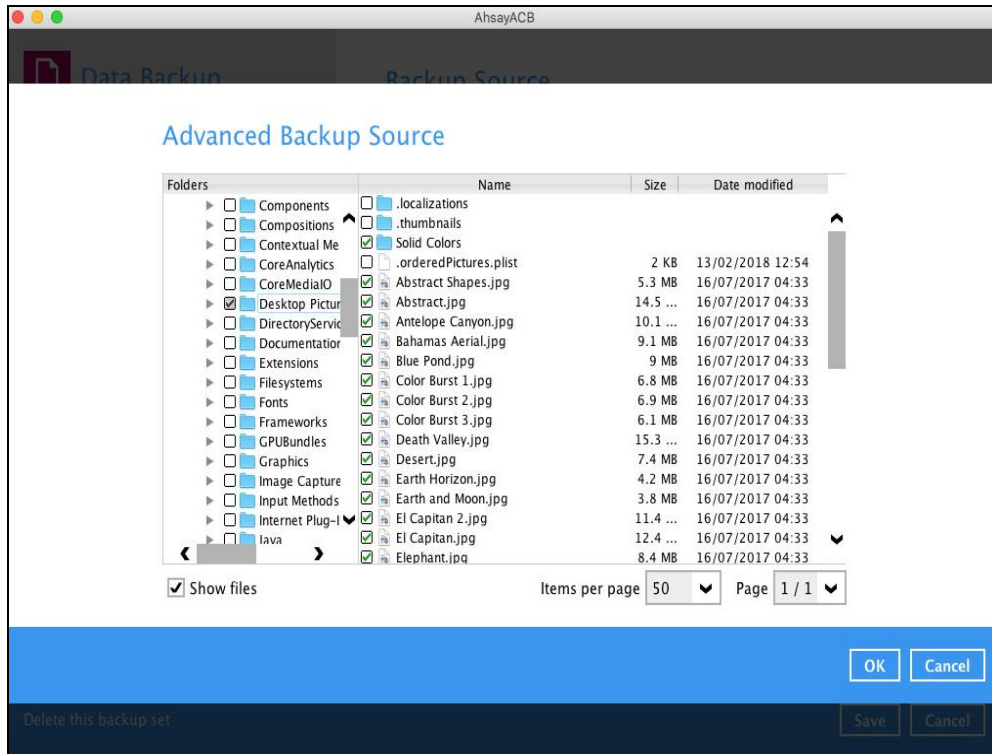 AhsayACB
Data Backup
Backup Source
Advanced Backup Source
Folders
Components
Compositions
Contextual Me
CoreAnalytics
CoreMediaIO
Desktop Pictur
DirectoryServic
Documentation
Extensions
Filesystems
Fonts
Frameworks
GPUBundles
Graphics
Image Capture
Input Methods
Internet Plug-I
Java
Name Size Date modified
.localizations
.thumbnails
Solid Colors
.orderedPictures.plist 2 KB 13/02/2018 12:54
Abstract Shapes.jpg 5.3 MB 16/07/2017 04:33
Abstract.jpg 14.5 ... 16/07/2017 04:33
Antelope Canyon.jpg 10.1 ... 16/07/2017 04:33
Bahamas Aerial.jpg 9.1 MB 16/07/2017 04:33
Blue Pond.jpg 9 MB 16/07/2017 04:33
Color Burst 1.jpg 6.8 MB 16/07/2017 04:33
Color Burst 2.jpg 6.9 MB 16/07/2017 04:33
Color Burst 3.jpg 6.1 MB 16/07/2017 04:33
Death Valley.jpg 15.3 ... 16/07/2017 04:33
Desert.jpg 7.4 MB 16/07/2017 04:33
Earth Horizon.jpg 4.2 MB 16/07/2017 04:33
Earth and Moon.jpg 3.8 MB 16/07/2017 04:33
El Capitan 2.jpg 11.4 ... 16/07/2017 04:33
El Capitan.jpg 12.4 ... 16/07/2017 04:33
Elephant.jpg 8.4 MB 16/07/2017 04:33
Show files
Items per page 50 Page 1 / 1
OK Cancel
Delete this backup set
Save Cancel